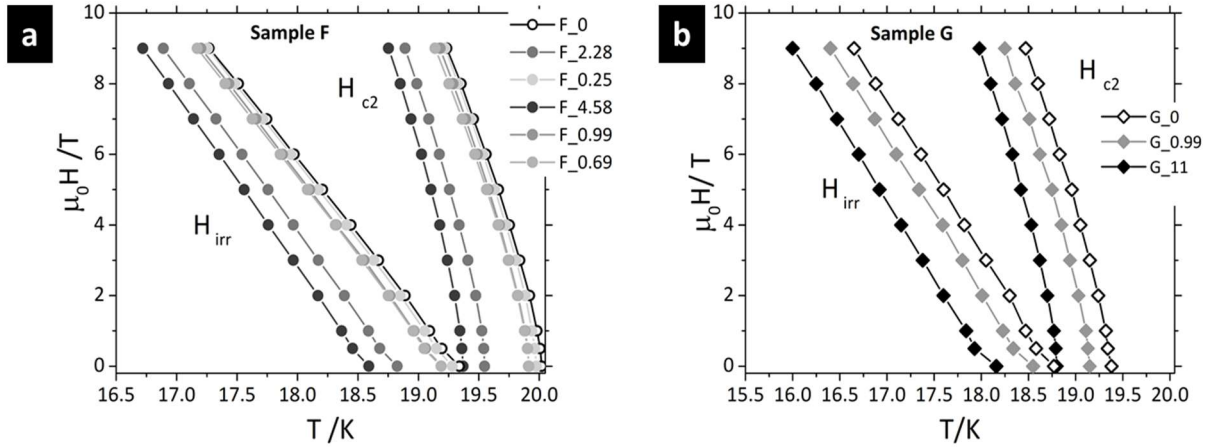 a
Sample F
F_0
F_2.28
F_0.25
F_4.58
F_0.99
F_0.69
H c2
H irr
μ0H /T
10
8
6
4
2
0
16.5 17.0 17.5 18.0 18.5 19.0 19.5 20.0
T /K
b
Sample G
H c2
G_0
G_0.99
G_11
H irr
μ0H/ T
10
8
6
4
2
0
15.5 16.0 16.5 17.0 17.5 18.0 18.5 19.0 19.5 20.0
T /K